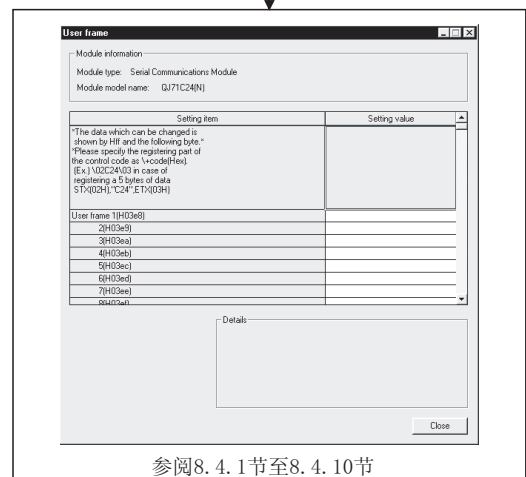 User frame
Module information
Module type: Serial Communications Module
Module model name: QJ71C24(N)
Setting item Setting value
"The data which can be changed is
shown by Hff and the following byte."
*Please specify the registering part of
the control code as \+code(Hex).
(Ex.) \02C24\03 in case of
registering a 5 bytes of data
STX(02H),"C24",ETX(03H)
User frame 1(H03e8)
2(H03e9)
3(H03ea)
4(H03eb)
5(H03ec)
6(H03ed)
7(H03ee)
8(H03ef)
Details
Close
参阅8.4.1节至8.4.10节